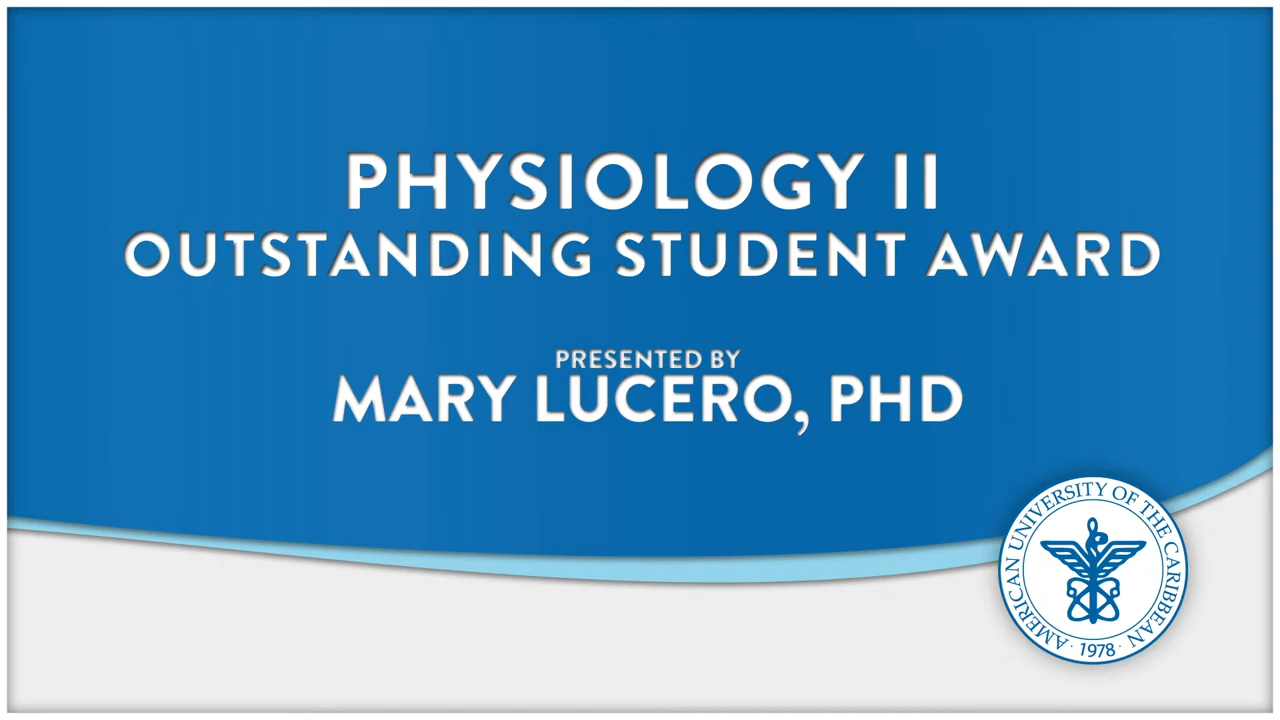 PHYSIOLOGY II
OUTSTANDING STUDENT AWARD
PRESENTED BY
MARY LUCERO, PHD
AMERICAN UNIVERSITY OF THE CARIBBEAN
· 1978 ·